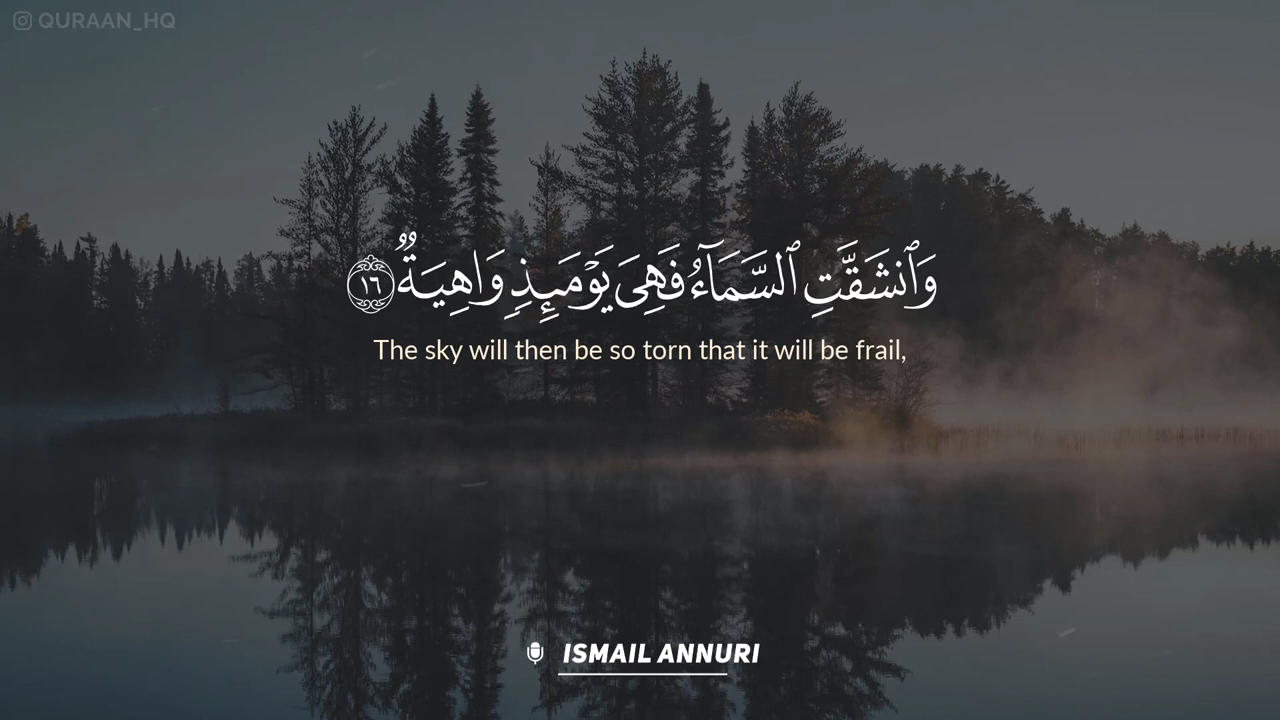 QURAAN_HQ
وَٱنشَقَّتِ ٱلسَّمَآءُ فَهِىَ يَوْمَئِذٍ وَاهِيَةٌ ١٦
The sky will then be so torn that it will be frail,
ISMAIL ANNURI